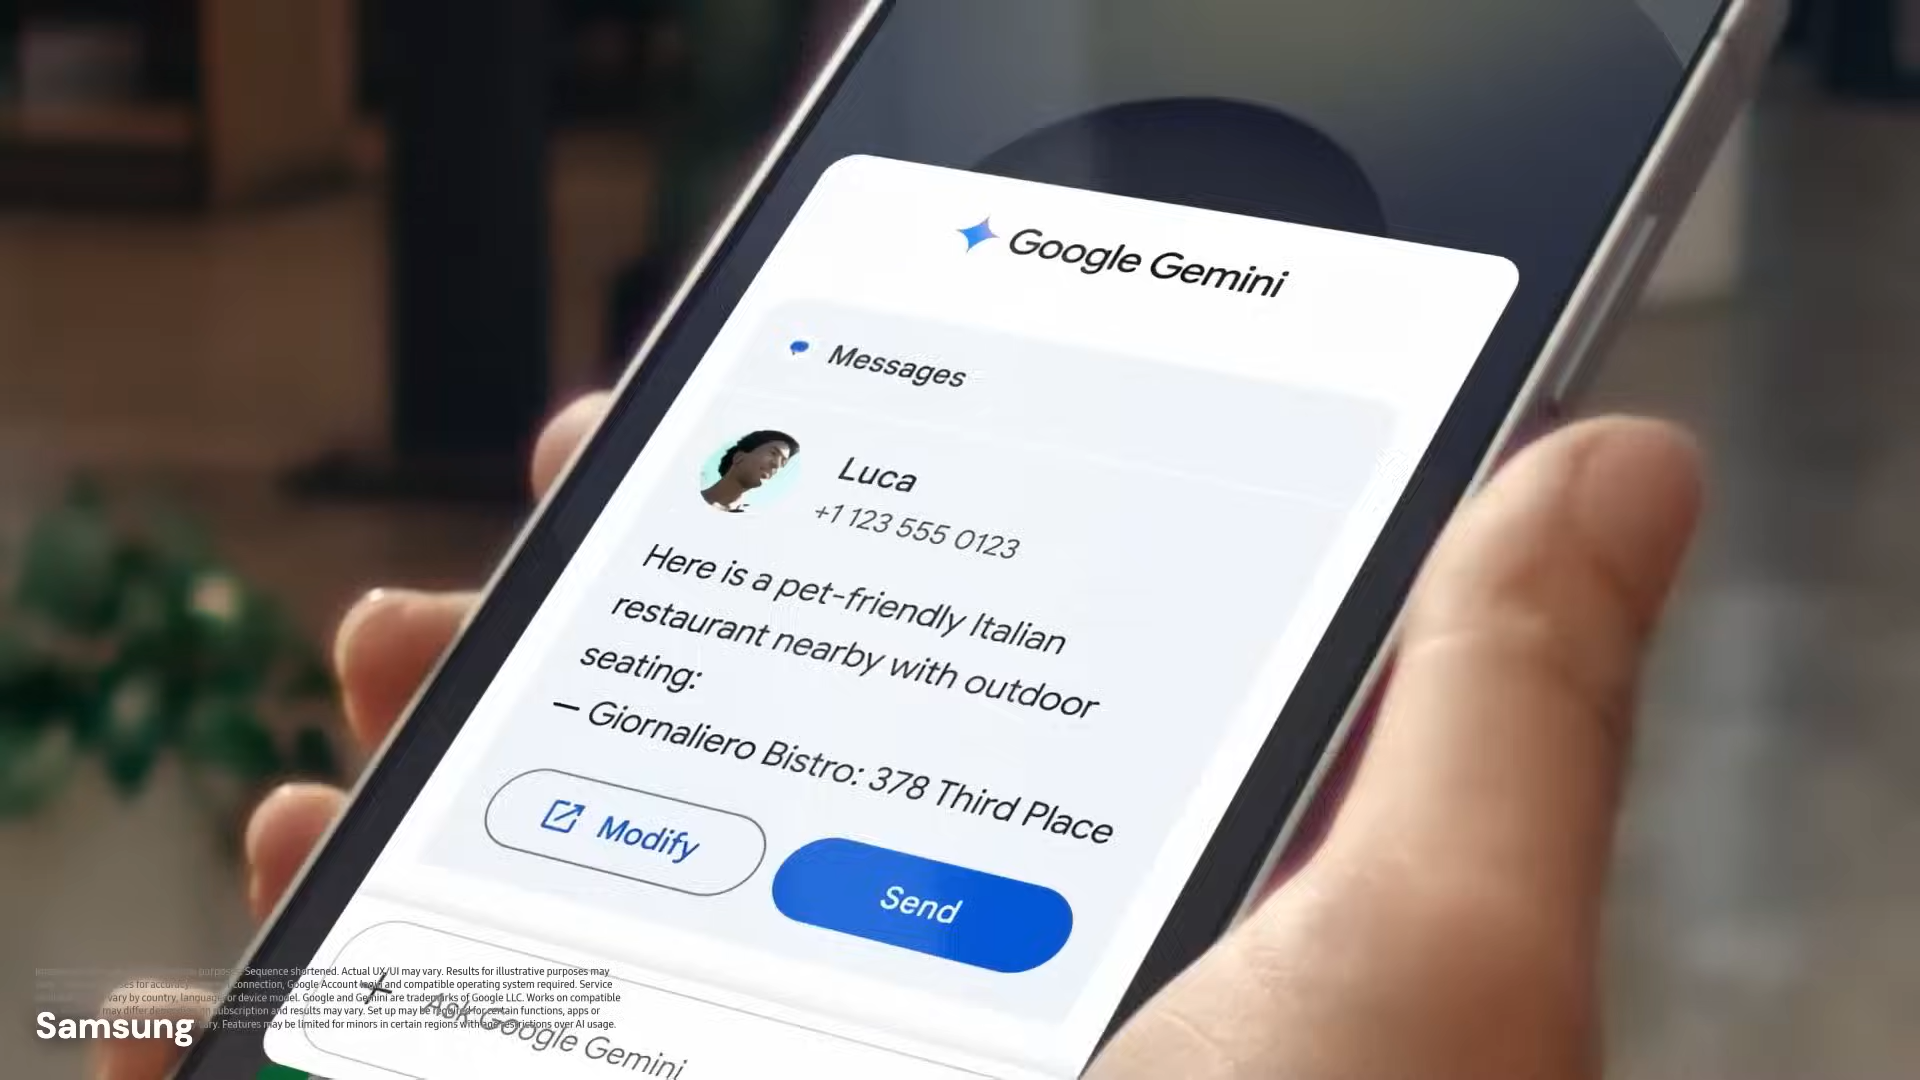 Google Gemini
Messages
Luca
+1 123 555 0123
Here is a pet-friendly Italian
restaurant nearby with outdoor
seating:
— Giornaliero Bistro: 378 Third Place
Modify
Send
Ask Google Gemini
Sequence shortened. Actual UX/UI may vary. Results for illustrative purposes may
for accuracy connection, Google Account login and compatible operating system required. Service
vary by country, language or device model. Google and Gemini are trademarks of Google LLC. Works on compatible
may differ subscription and results may vary. Set up may be required for certain functions, apps or
Features may be limited for minors in certain regions with age restrictions over AI usage.
Samsung